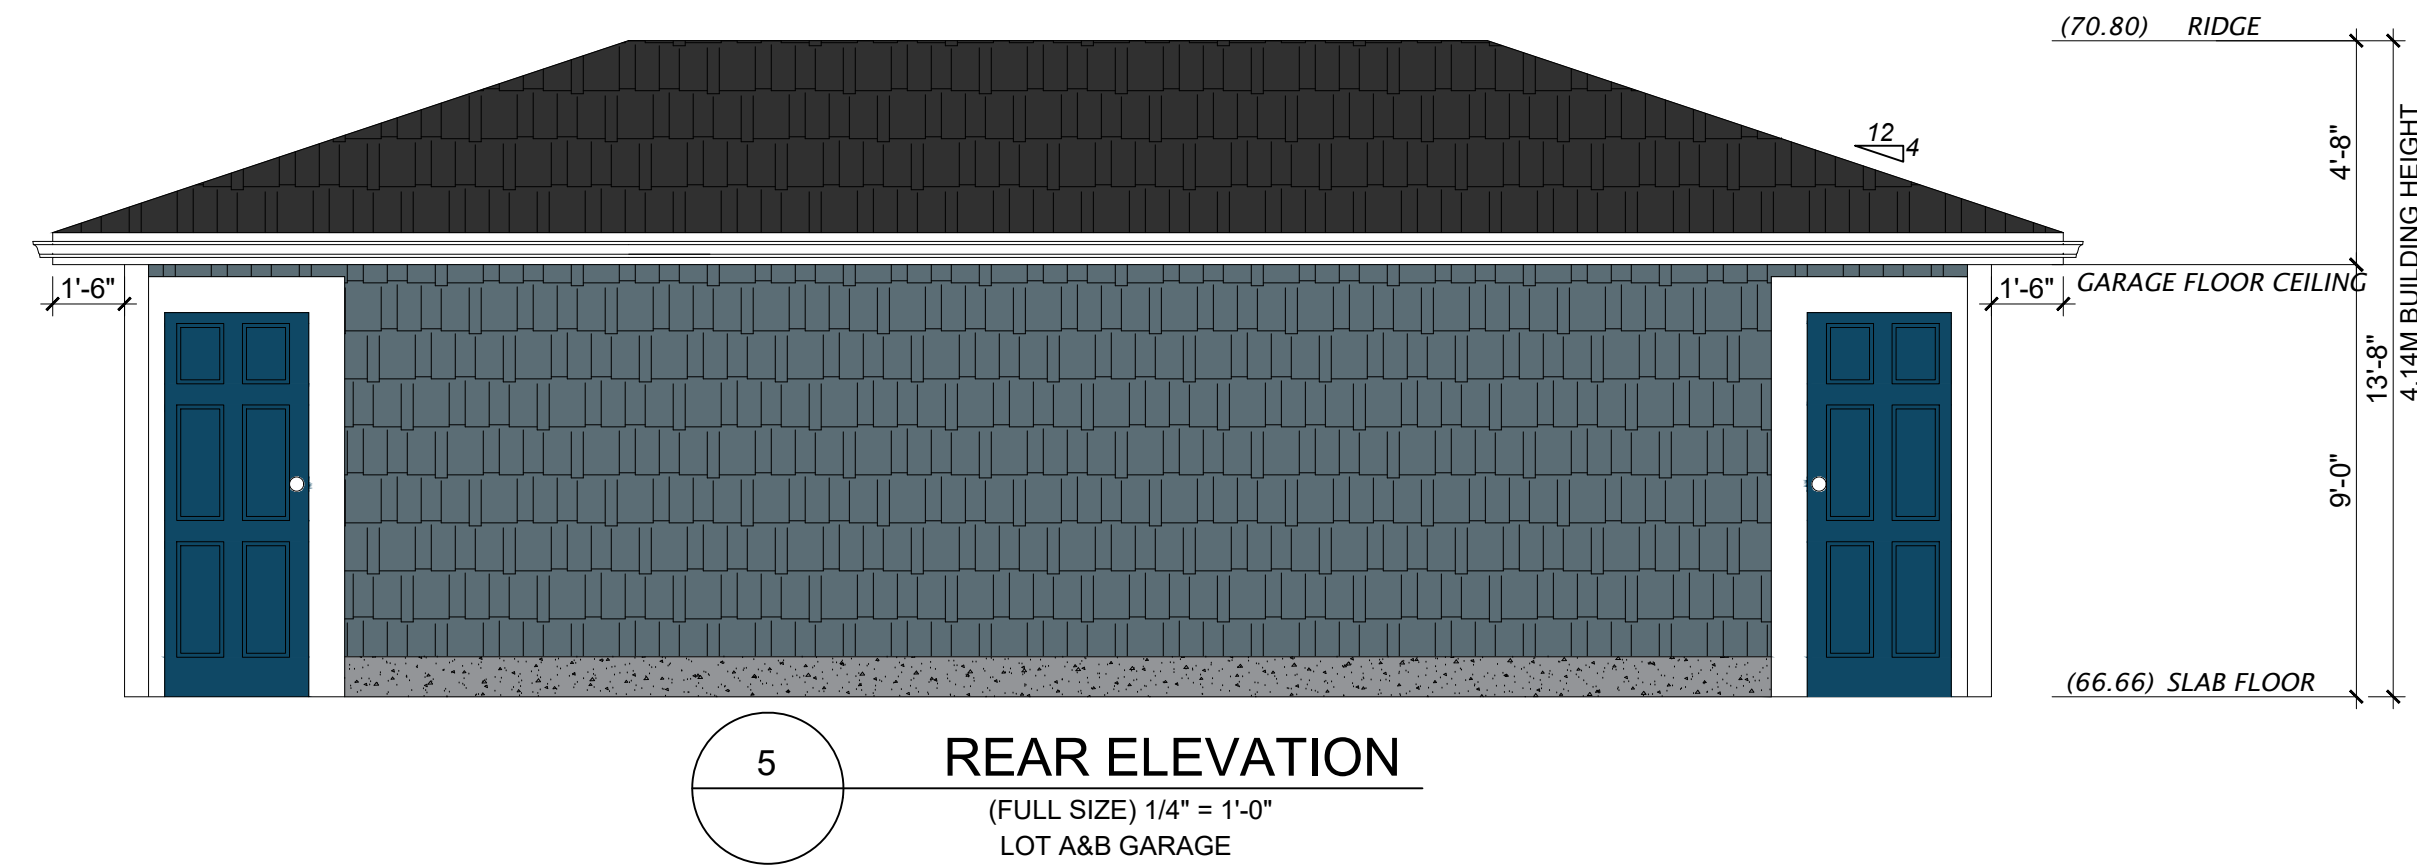 (70.80) RIDGE
12
4
4'-8"
4.14M BUILDING HEIGHT
1'-6"
1'-6"
GARAGE FLOOR CEILING
13'-8"
9'-0"
(66.66) SLAB FLOOR
5
REAR ELEVATION
(FULL SIZE) 1/4" = 1'-0"
LOT A&B GARAGE